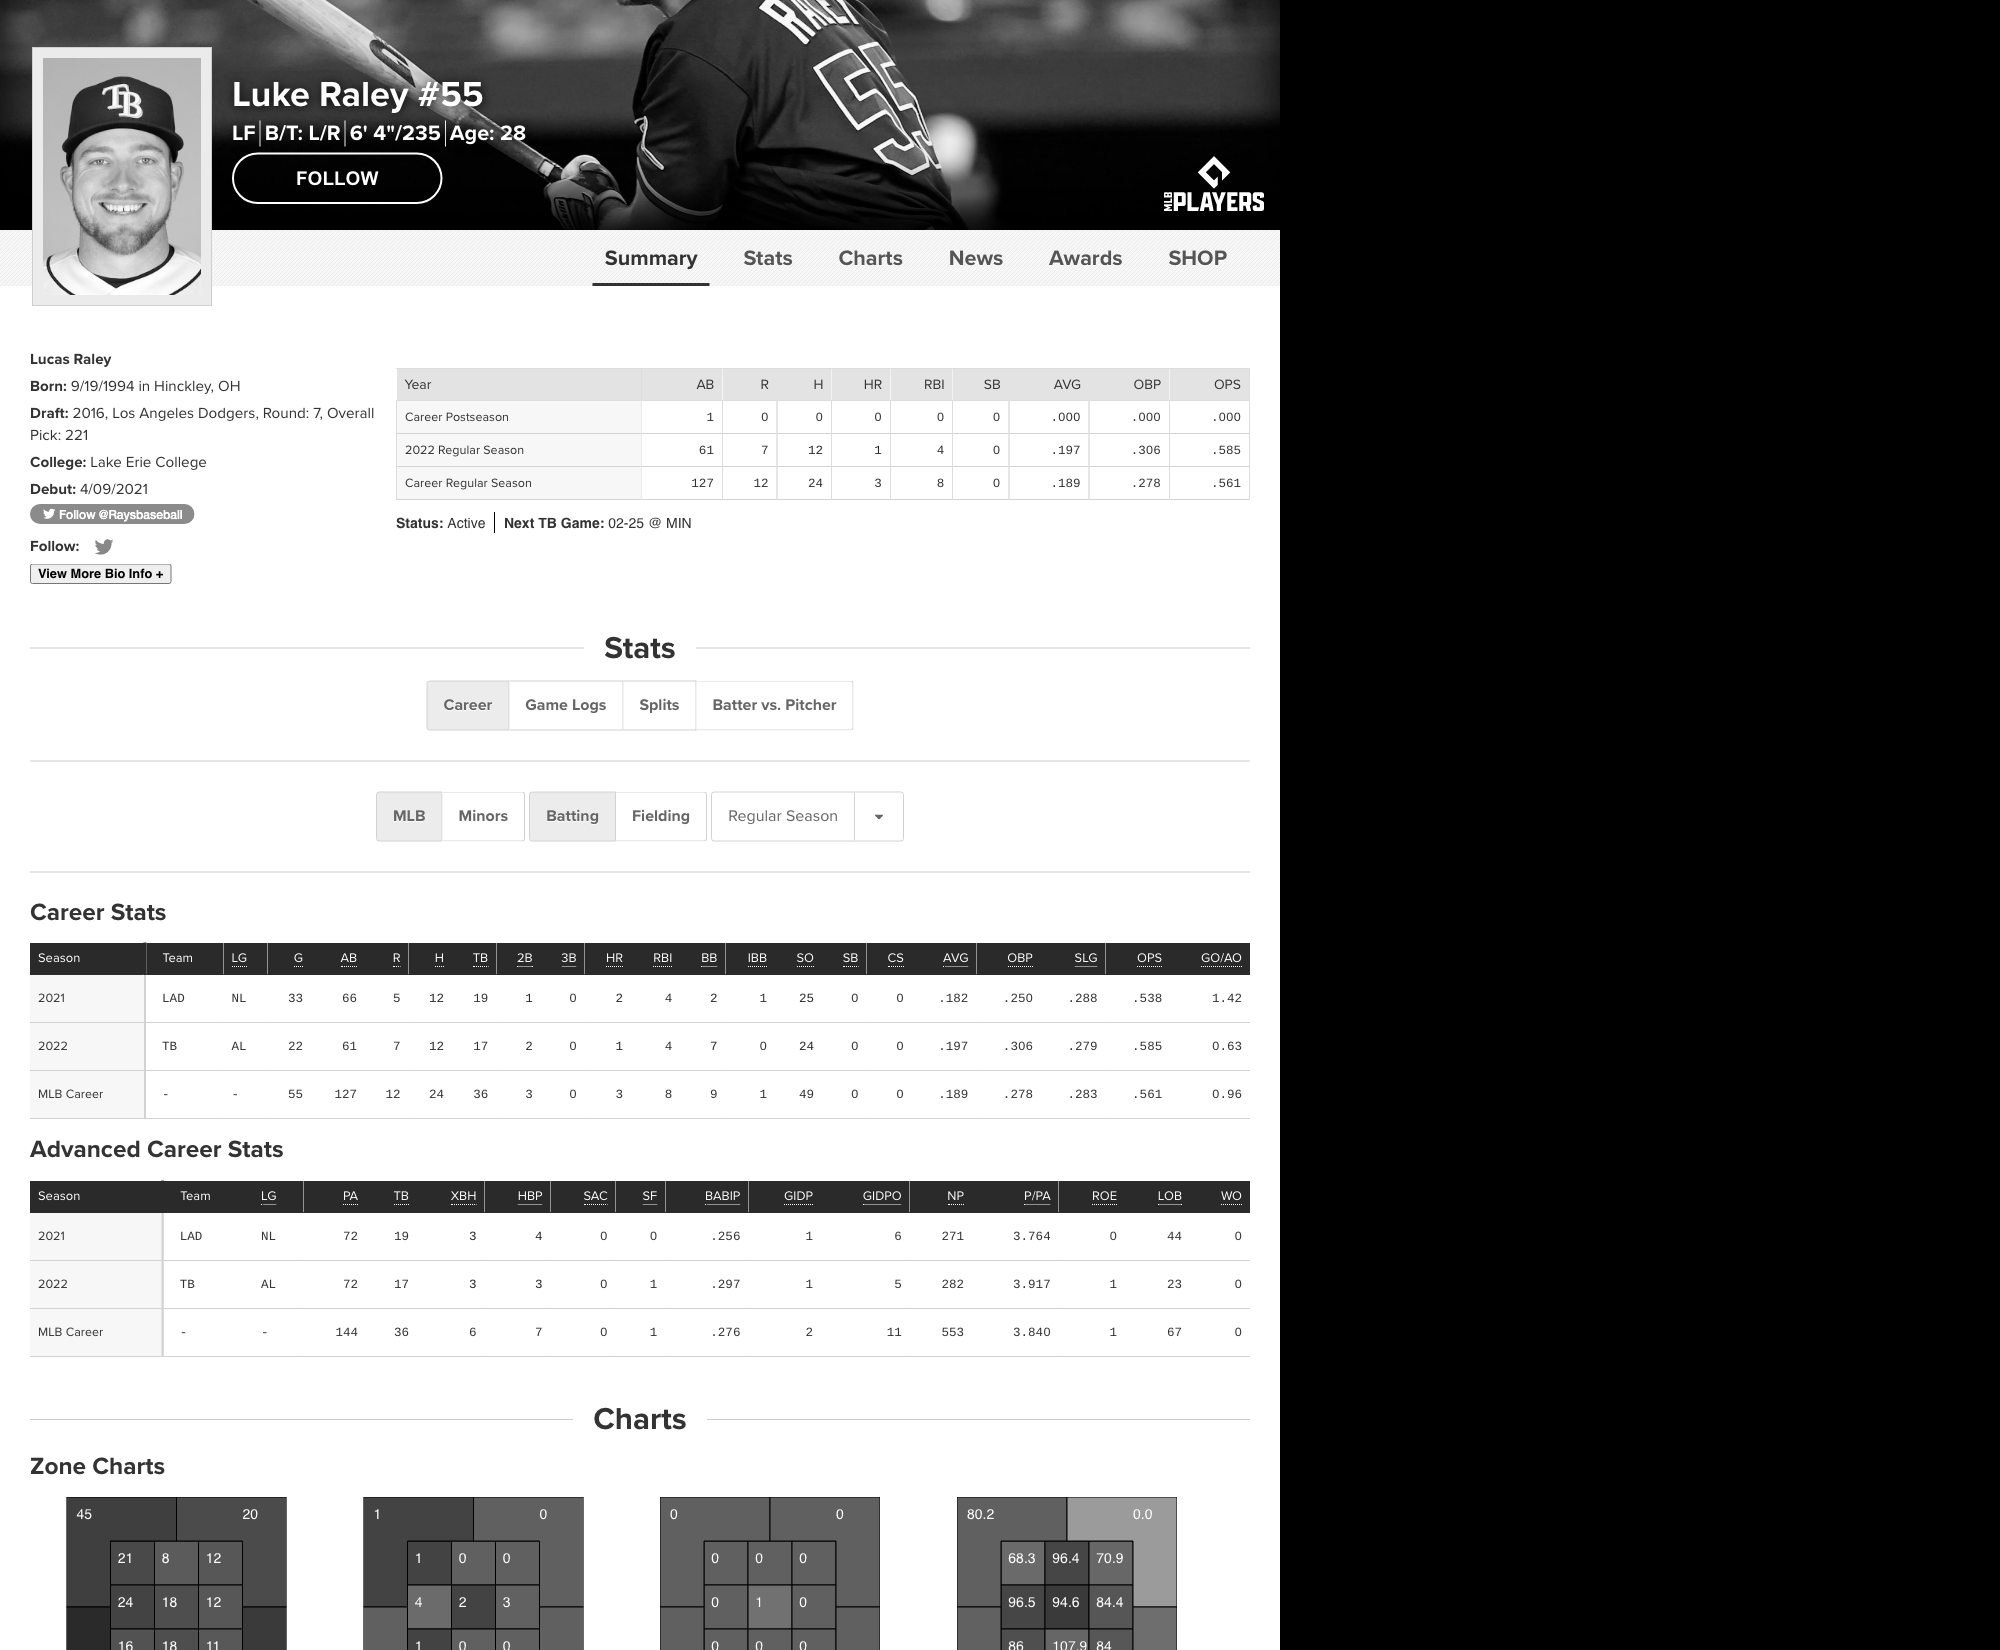 RALEY
55
TB
Luke Raley #55
LF B/T: L/R 6' 4"/235 Age: 28
FOLLOW
MLB PLAYERS
Summary Stats Charts News Awards SHOP
Lucas Raley
Born: 9/19/1994 in Hinckley, OH
Draft: 2016, Los Angeles Dodgers, Round: 7, Overall
Pick: 221
College: Lake Erie College
Debut: 4/09/2021
Follow @Raysbaseball
Follow:
View More Bio Info +
Year AB R H HR RBI SB AVG OBP OPS
Career Postseason 1 0 0 0 0 0 .000 .000 .000
2022 Regular Season 61 7 12 1 4 0 .197 .306 .585
Career Regular Season 127 12 24 3 8 0 .189 .278 .561
Status: Active Next TB Game: 02-25 @ MIN
Stats
Career Game Logs Splits Batter vs. Pitcher
MLB Minors Batting Fielding Regular Season
Career Stats
Season Team LG G AB R H TB 2B 3B HR RBI BB IBB SO SB CS AVG OBP SLG OPS GO/AO
2021 LAD NL 33 66 5 12 19 1 0 2 4 2 1 25 0 0 .182 .250 .288 .538 1.42
2022 TB AL 22 61 7 12 17 2 0 1 4 7 0 24 0 0 .197 .306 .279 .585 0.63
MLB Career - - 55 127 12 24 36 3 0 3 8 9 1 49 0 0 .189 .278 .283 .561 0.96
Advanced Career Stats
Season Team LG PA TB XBH HBP SAC SF BABIP GIDP GIDPO NP P/PA ROE LOB WO
2021 LAD NL 72 19 3 4 0 0 .256 1 6 271 3.764 0 44 0
2022 TB AL 72 17 3 3 0 1 .297 1 5 282 3.917 1 23 0
MLB Career - - 144 36 6 7 0 1 .276 2 11 553 3.840 1 67 0
Charts
Zone Charts
45 20 1 0 0 0 80.2 0.0
21 8 12 1 0 0 0 0 0 68.3 96.4 70.9
24 18 12 4 2 3 0 1 0 96.5 94.6 84.4
16 18 11 1 0 0 0 0 0 86 107.9 84